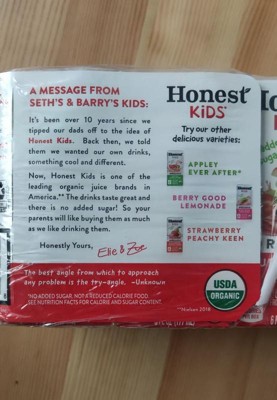 A MESSAGE FROM
SETH'S & BARRY'S KIDS:
It's been over 10 years since we
tipped our dads off to the idea of
Honest Kids. Back then, we told
them we wanted our own drinks,
something cool and different.
Now, Honest Kids is one of the
leading organic juice brands in
America.** The drinks taste great and
there is no added sugar! So your
parents will like buying them as much
as we like drinking them.
Honestly Yours,
The best angle from which to approach
any problem is the try-angle. -Unknown
*NO ADDED SUGAR. NOT A REDUCED CALORIE FOOD.
SEE NUTRITION FACTS FOR CALORIE AND SUGAR CONTENT.
Honest
KiDS
Try our other
delicious varieties:
APPLEY
EVER AFTER*
BERRY GOOD
LEMONADE
STRAWBERRY
PEACHY KEEN
USDA
ORGANIC
**Nielsen 2018